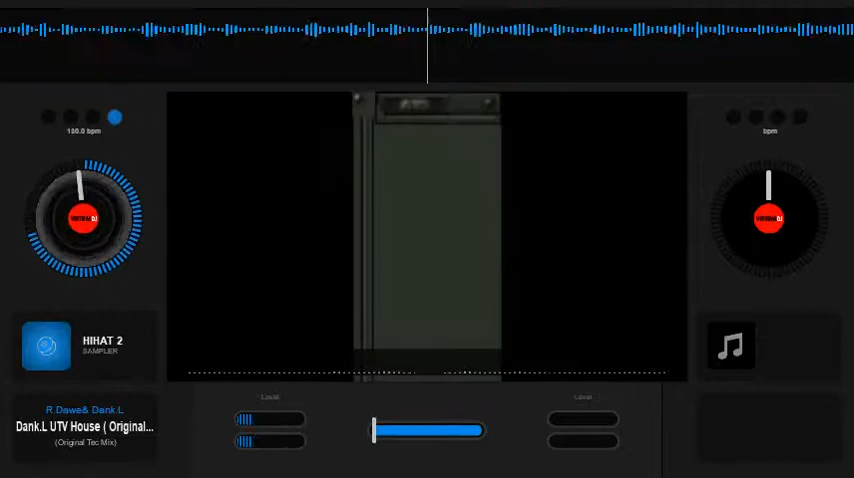 130.0 bpm
bpm
HIHAT 2
SAMPLER
R.Dawe& Dank.L
Dank.L UTV House ( Original...
(Original Tec Mix)
Level
Level